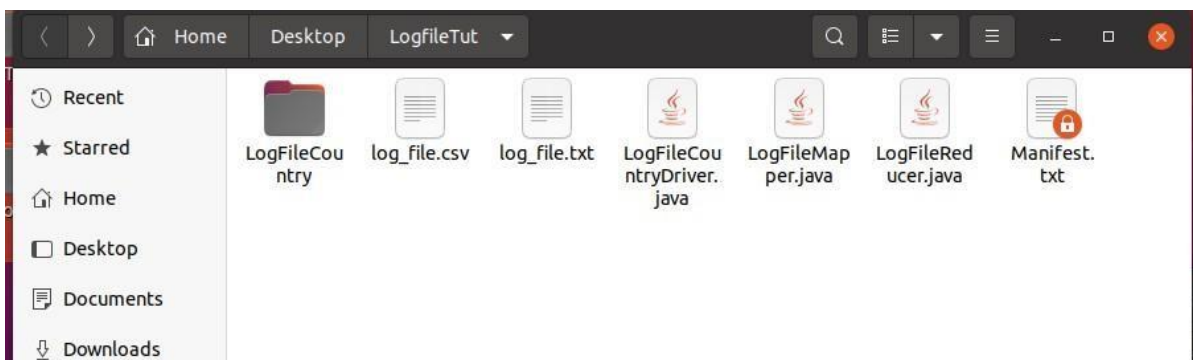 Home Desktop LogfileTut
Recent
Starred
Home
Desktop
Documents
Downloads
LogFileCou
ntry
log_file.csv
log_file.txt
LogFileCou
ntryDriver.
java
LogFileMap
per.java
LogFileRed
ucer.java
Manifest.
txt